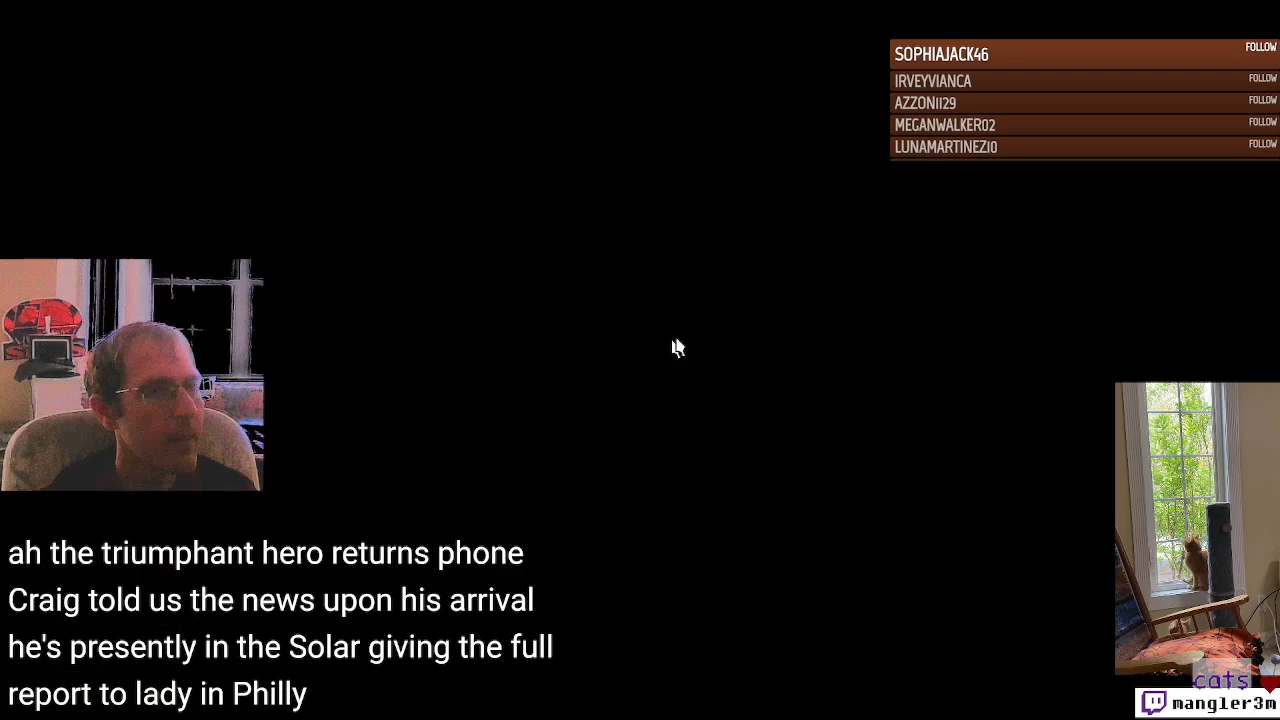 SOPHIAJACK46 FOLLOW
IRVEYVIANCA FOLLOW
AZZON1129 FOLLOW
MEGANWALKER02 FOLLOW
LUNAMARTINEZ10 FOLLOW
ah the triumphant hero returns phone
Craig told us the news upon his arrival
he's presently in the Solar giving the full
report to lady in Philly
cats
mangler3m